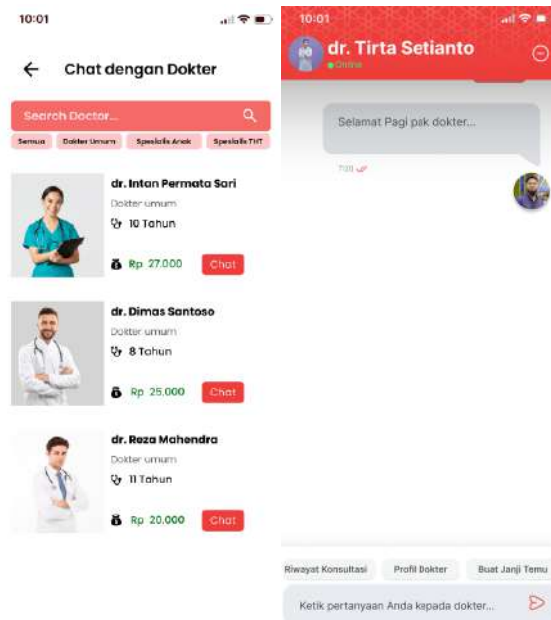 10:01
Chat dengan Dokter
Search Doctor...
Semua Dokter Umum Spesialis Anak Spesialis THT
dr. Intan Permata Sari
Dokter umum
10 Tahun
Rp 27.000 Chat
dr. Dimas Santoso
Dokter umum
8 Tahun
Rp 25.000 Chat
dr. Reza Mahendra
Dokter umum
11 Tahun
Rp 20.000 Chat
10:01
dr. Tirta Setianto
Online
Selamat Pagi pak dokter...
Riwayat Konsultasi Profil Dokter Buat Janji Temu
Ketik pertanyaan Anda kepada dokter...